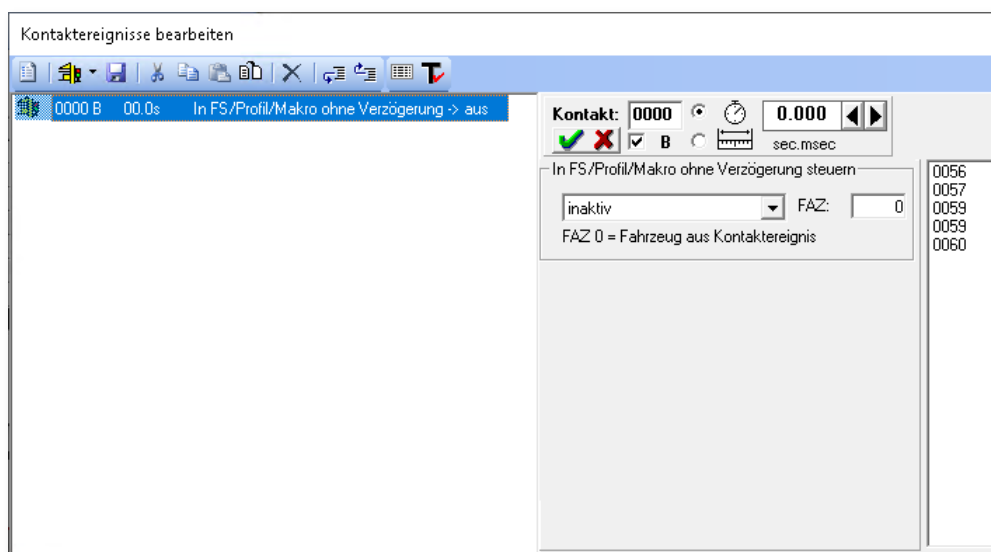 Kontaktereignisse bearbeiten
0000 B 00.0s In FS/Profil/Makro ohne Verzögerung -> aus
Kontakt: 0000 0.000
B sec.msec
In FS/Profil/Makro ohne Verzögerung steuern
inaktiv FAZ: 0
FAZ 0 = Fahrzeug aus Kontaktereignis
0056
0057
0059
0059
0060